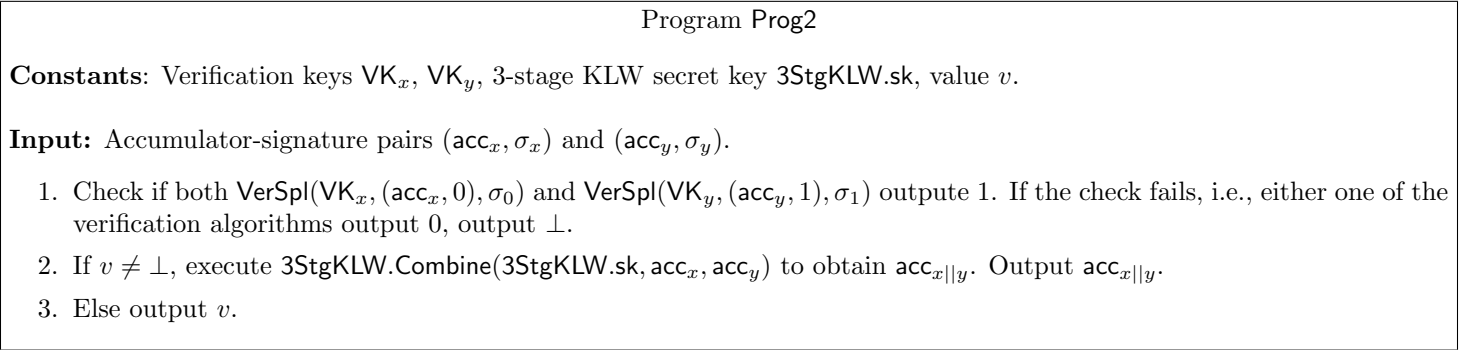 Program Prog2
Constants: Verification keys VK_x, VK_y, 3-stage KLW secret key 3StgKLW.sk, value v.
Input: Accumulator-signature pairs (acc_x, σ_x) and (acc_y, σ_y).
1. Check if both VerSpl(VK_x, (acc_x, 0), σ_0) and VerSpl(VK_y, (acc_y, 1), σ_1) outpute 1. If the check fails, i.e., either one of the
verification algorithms output 0, output ⊥.
2. If v ≠ ⊥, execute 3StgKLW.Combine(3StgKLW.sk, acc_x, acc_y) to obtain acc_{x||y}. Output acc_{x||y}.
3. Else output v.